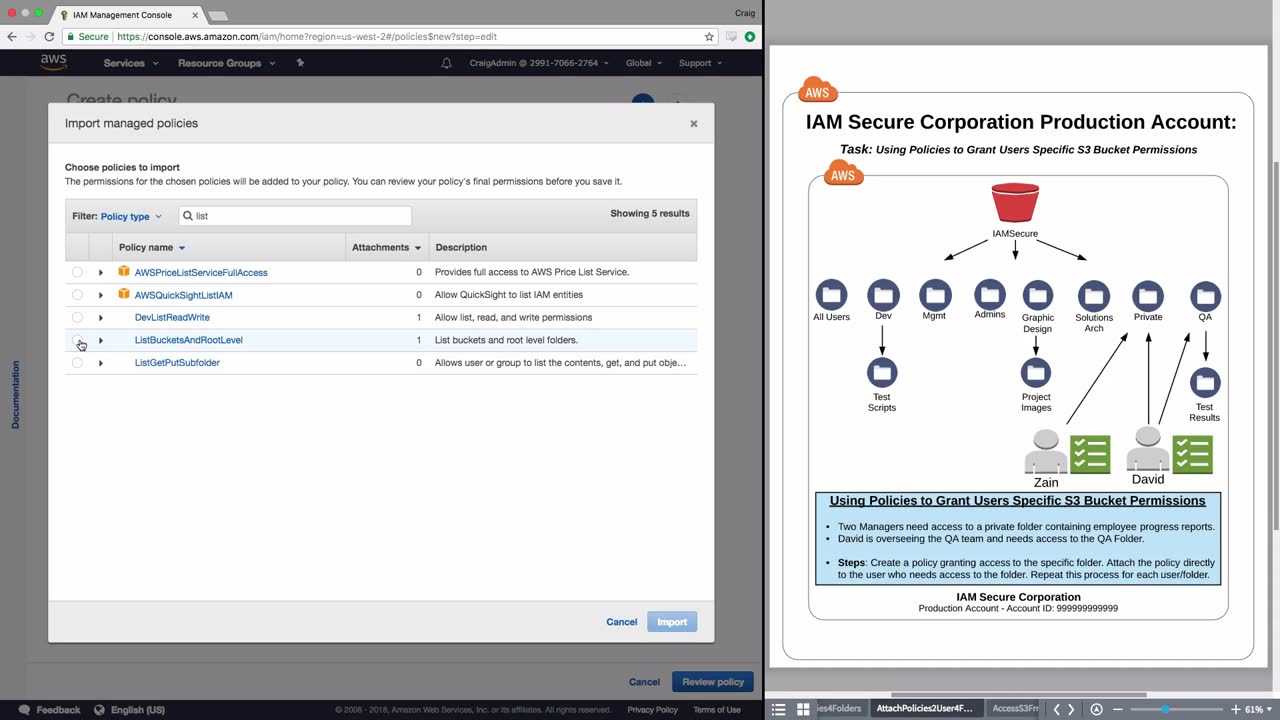 IAM Management Console
Craig
Secure | https://console.aws.amazon.com/iam/home?region=us-west-2#/policies$new?step=edit
aws
Services
Resource Groups
CraigAdmin @ 2991-7066-2764
Global
Support
Create policy
Import managed policies
Choose policies to import
The permissions for the chosen policies will be added to your policy. You can review your policy's final permissions before you save it.
Filter: Policy type
list
Showing 5 results
Policy name Attachments Description
AWSPriceListServiceFullAccess 0 Provides full access to AWS Price List Service.
AWSQuickSightListIAM 0 Allow QuickSight to list IAM entities
DevListReadWrite 1 Allow list, read, and write permissions
ListBucketsAndRootLevel 1 List buckets and root level folders.
ListGetPutSubfolder 0 Allows user or group to list the contents, get, and put obje…
Documentation
Cancel Import
Cancel Review policy
Feedback English (US)
© 2008 - 2018, Amazon Web Services, Inc. or its affiliates. All rights reserved. Privacy Policy Terms of Use
AWS
IAM Secure Corporation Production Account:
Task: Using Policies to Grant Users Specific S3 Bucket Permissions
AWS
IAMSecure
All Users
Dev
Mgmt
Admins
Graphic
Design
Solutions
Arch
Private
QA
Test
Scripts
Project
Images
Test
Results
Zain
David
Using Policies to Grant Users Specific S3 Bucket Permissions
• Two Managers need access to a private folder containing employee progress reports.
• David is overseeing the QA team and needs access to the QA Folder.
• Steps: Create a policy granting access to the specific folder. Attach the policy directly
to the user who needs access to the folder. Repeat this process for each user/folder.
IAM Secure Corporation
Production Account - Account ID: 999999999999
ies4Folders
AttachPolicies2User4F...
AccessS3Fr
61%